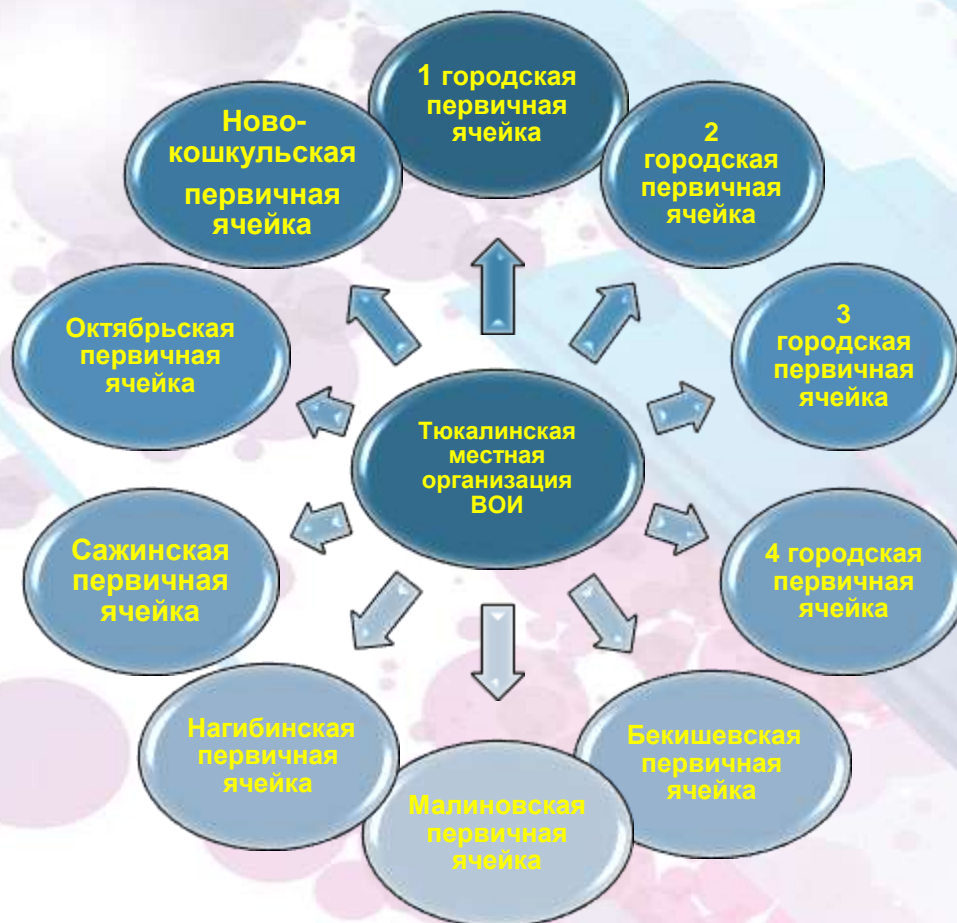 1 городская
первичная
ячейка
2
городская
первичная
ячейка
3
городская
первичная
ячейка
4 городская
первичная
ячейка
Бекишевская
первичная
ячейка
Малиновская
первичная
ячейка
Нагибинская
первичная
ячейка
Сажинская
первичная
ячейка
Октябрьская
первичная
ячейка
Ново-
кошкульская
первичная
ячейка
Тюкалинская
местная
организация
ВОИ